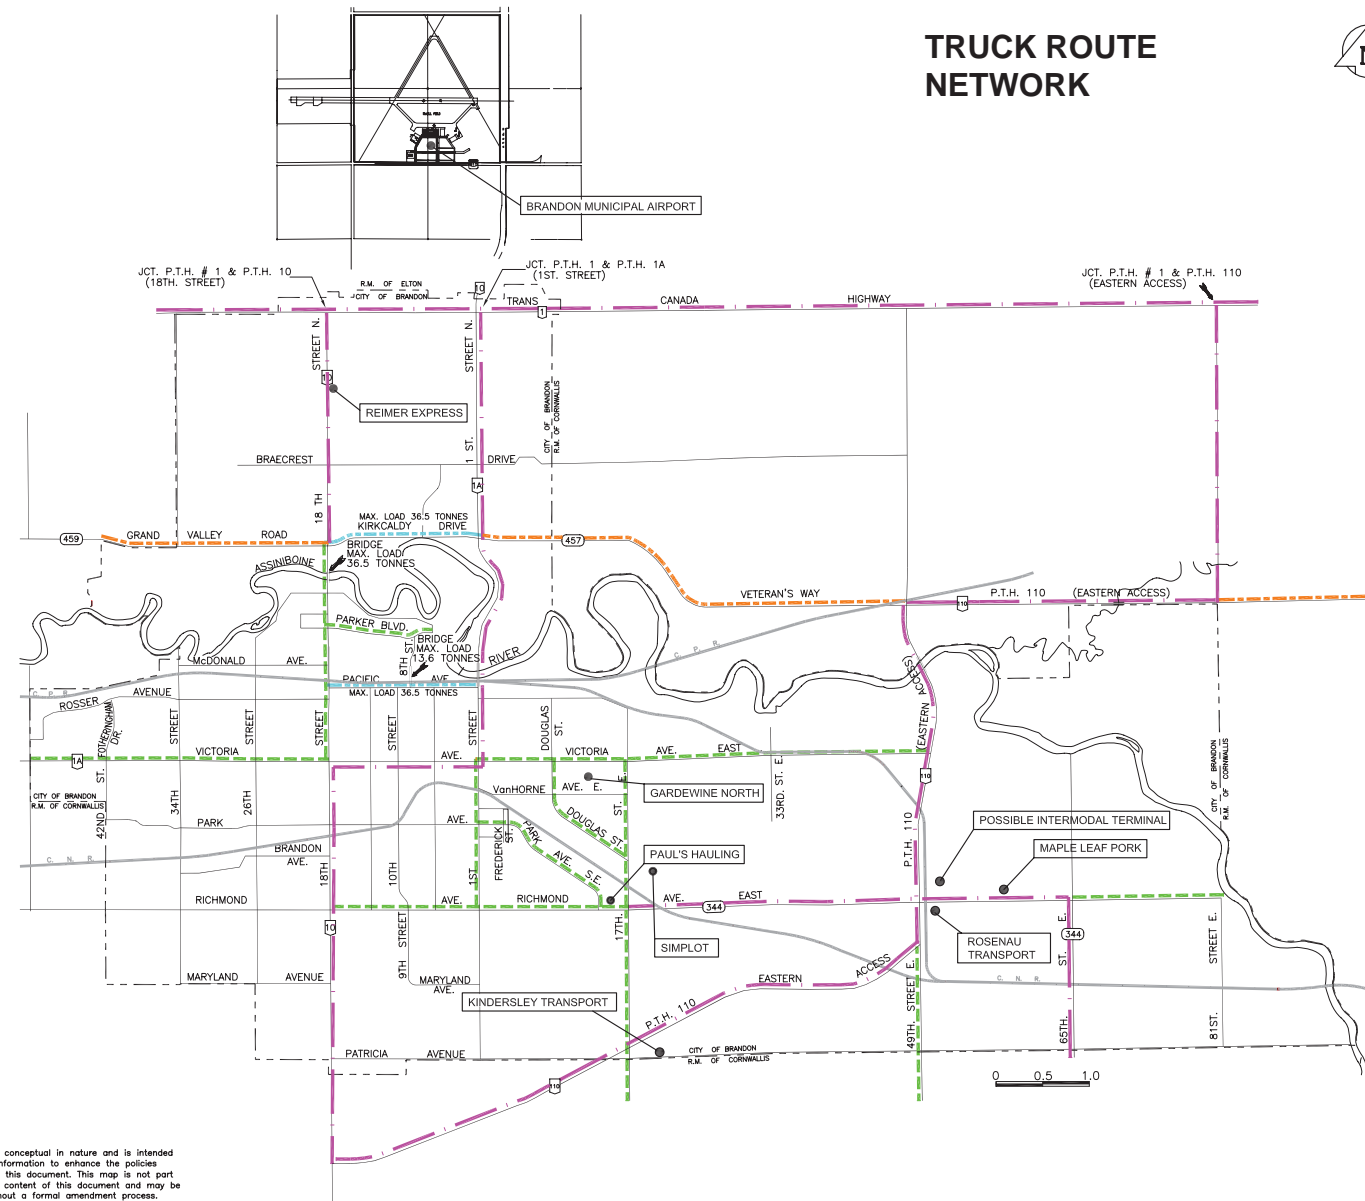 TRUCK ROUTE
NETWORK
BRANDON MUNICIPAL AIRPORT
JCT. P.T.H. # 1 & P.T.H. 10
(18TH. STREET)
R.M. OF ELTON
CITY OF BRANDON
10
JCT. P.T.H. 1 & P.T.H. 1A
(1ST. STREET)
JCT. P.T.H. # 1 & P.T.H. 110
(EASTERN ACCESS)
TRANS CANADA HIGHWAY
1
STREET N.
STREET N.
10
REIMER EXPRESS
CITY OF BRANDON
R.M. OF CORNWALLIS
1 ST.
BRAECREST DRIVE
1A
18 TH
MAX. LOAD 36.5 TONNES
KIRKCALDY DRIVE
459
GRAND VALLEY ROAD
457
BRIDGE
MAX. LOAD
36.5 TONNES
ASSINIBOINE
VETERAN'S WAY
P.T.H. 110 (EASTERN ACCESS)
110
PARKER BLVD.
BRIDGE
MAX. LOAD
13.6 TONNES
8TH ST.
RIVER
C. P. R.
McDONALD AVE.
PACIFIC AVE.
MAX. LOAD 36.5 TONNES
C. P. R.
ROSSER AVENUE
FOTHERINGHAM
DR.
STREET
STREET
STREET
STREET
STREET
DOUGLAS
ST.
(EASTERN ACCESS)
1A
VICTORIA AVE.
VICTORIA AVE. EAST
CITY OF BRANDON
R.M. OF CORNWALLIS
CITY OF BRANDON
R.M. OF CORNWALLIS
42ND ST.
34TH
26TH
18TH
10TH
1ST.
VanHORNE AVE. E.
GARDEWINE NORTH
ST. E.
33RD. ST. E.
110
PARK AVE.
FREDERICK
ST.
PARK AVE. S.E.
DOUGLAS ST.
P.T.H. 110
POSSIBLE INTERMODAL TERMINAL
MAPLE LEAF PORK
PAUL'S HAULING
BRANDON
AVE.
C. N. R.
RICHMOND AVE.
RICHMOND AVE. EAST
344
10
9TH STREET
17TH.
SIMPLOT
ROSENAU
TRANSPORT
344
ST. E.
STREET E.
MARYLAND AVENUE
MARYLAND
AVE.
EASTERN ACCESS
C. N. R.
KINDERSLEY TRANSPORT
P.T.H. 110
49TH. STREET E.
65TH.
81ST.
PATRICIA AVENUE
CITY OF BRANDON
R.M. OF CORNWALLIS
110
0 0.5 1.0
conceptual in nature and is intended
nformation to enhance the policies
this document. This map is not part
content of this document and may be
hout a formal amendment process.